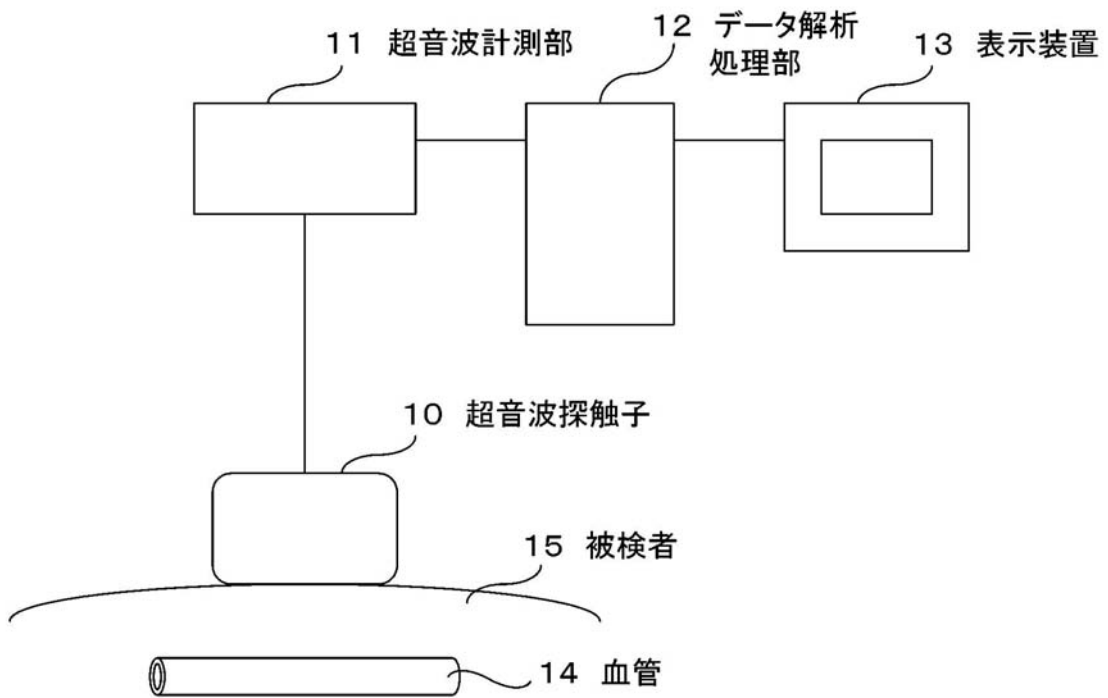 11 超音波計測部
12 データ解析
処理部
13 表示装置
10 超音波探触子
15 被検者
14 血管